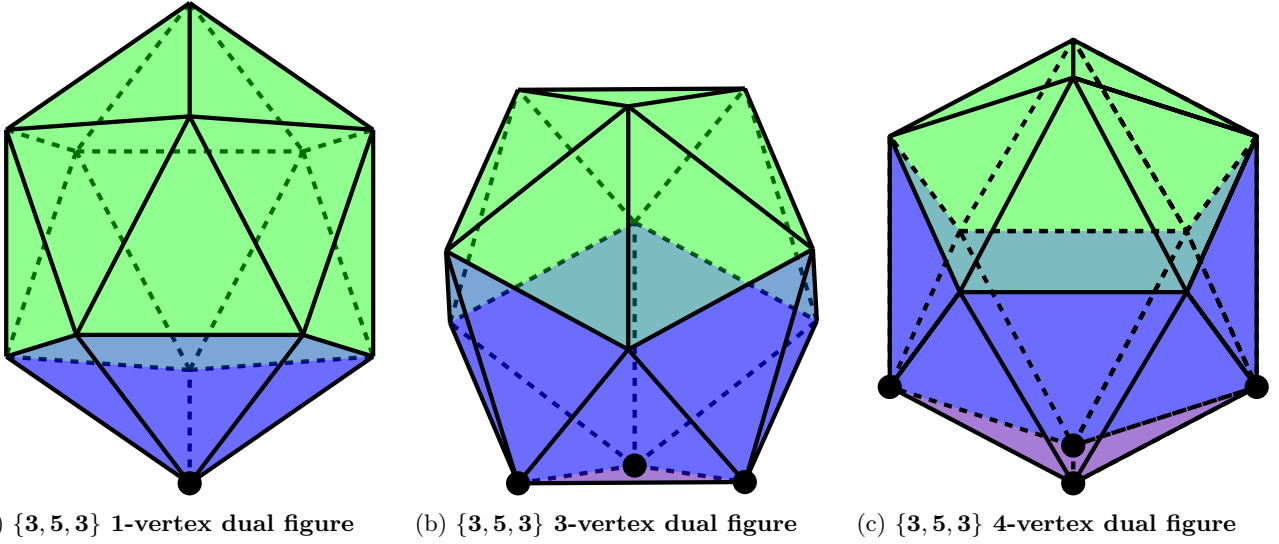 ) {3, 5, 3} 1-vertex dual figure
(b) {3, 5, 3} 3-vertex dual figure
(c) {3, 5, 3} 4-vertex dual figure